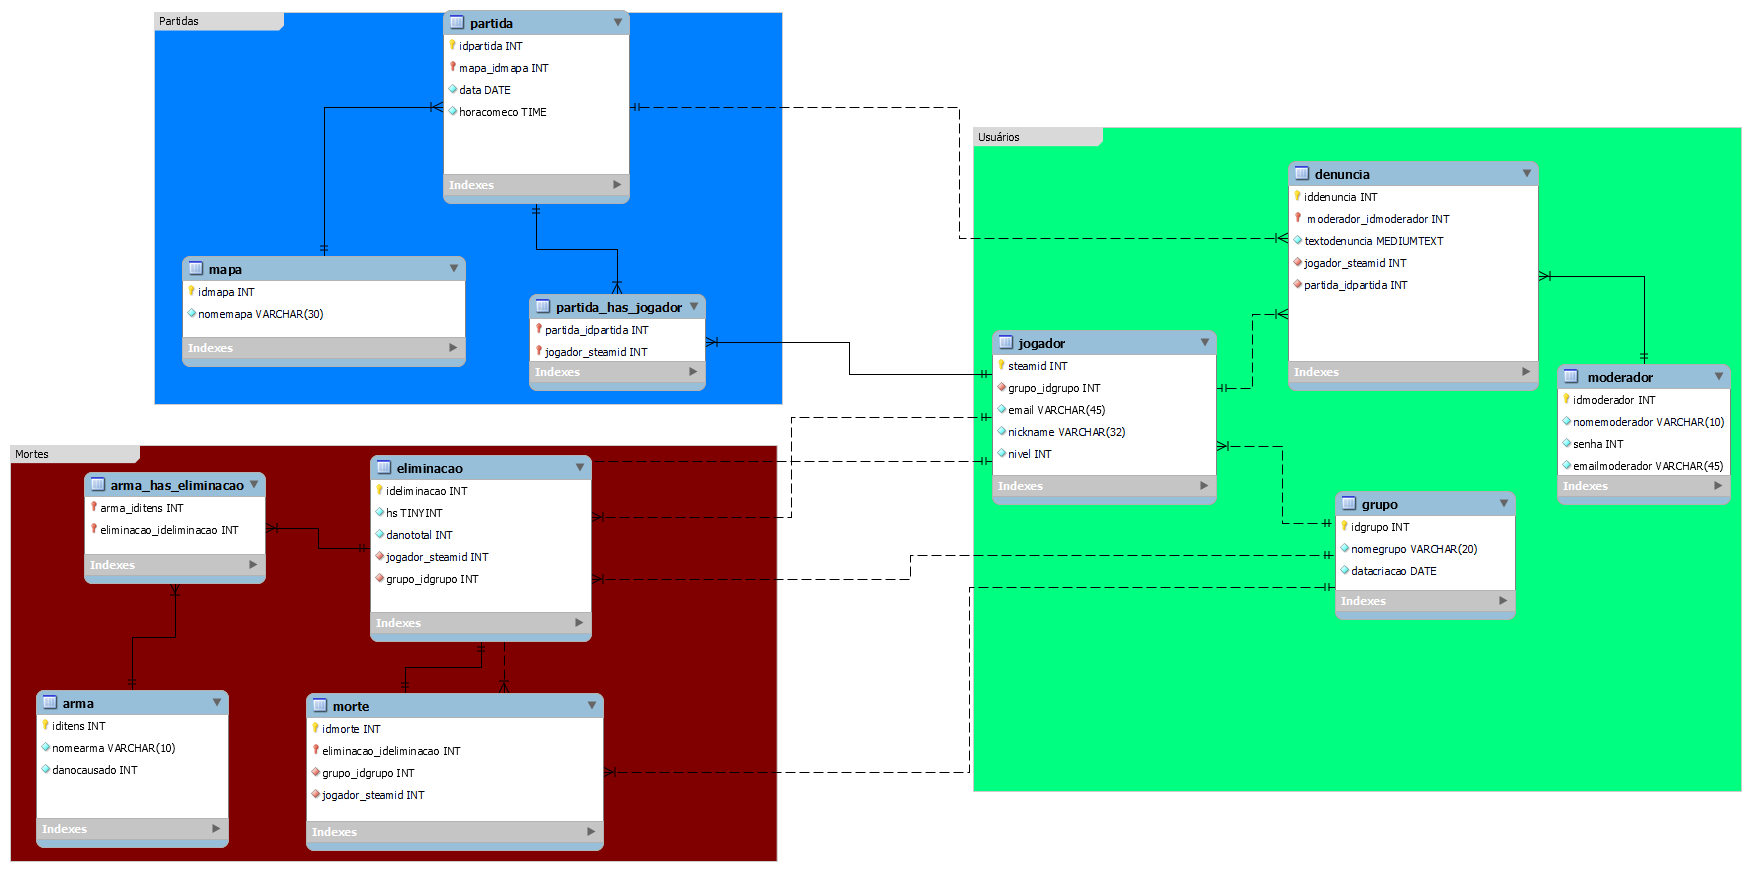 Partidas
partida
idpartida INT
mapa_idmapa INT
data DATE
horacomeco TIME
Indexes
mapa
idmapa INT
nomemapa VARCHAR(30)
Indexes
partida_has_jogador
partida_idpartida INT
jogador_steamid INT
Indexes
Usuários
denuncia
iddenuncia INT
moderador_idmoderador INT
textodenuncia MEDIUMTEXT
jogador_steamid INT
partida_idpartida INT
Indexes
jogador
steamid INT
grupo_idgrupo INT
email VARCHAR(45)
nickname VARCHAR(32)
nivel INT
Indexes
moderador
idmoderador INT
nomemoderador VARCHAR(10)
senha INT
emailmoderador VARCHAR(45)
Indexes
grupo
idgrupo INT
nomegrupo VARCHAR(20)
datacriacao DATE
Indexes
Mortes
arma_has_eliminacao
arma_iditens INT
eliminacao_ideliminacao INT
Indexes
eliminacao
ideliminacao INT
hs TINYINT
danototal INT
jogador_steamid INT
grupo_idgrupo INT
Indexes
arma
iditens INT
nomearma VARCHAR(10)
danocausado INT
Indexes
morte
idmorte INT
eliminacao_ideliminacao INT
grupo_idgrupo INT
jogador_steamid INT
Indexes